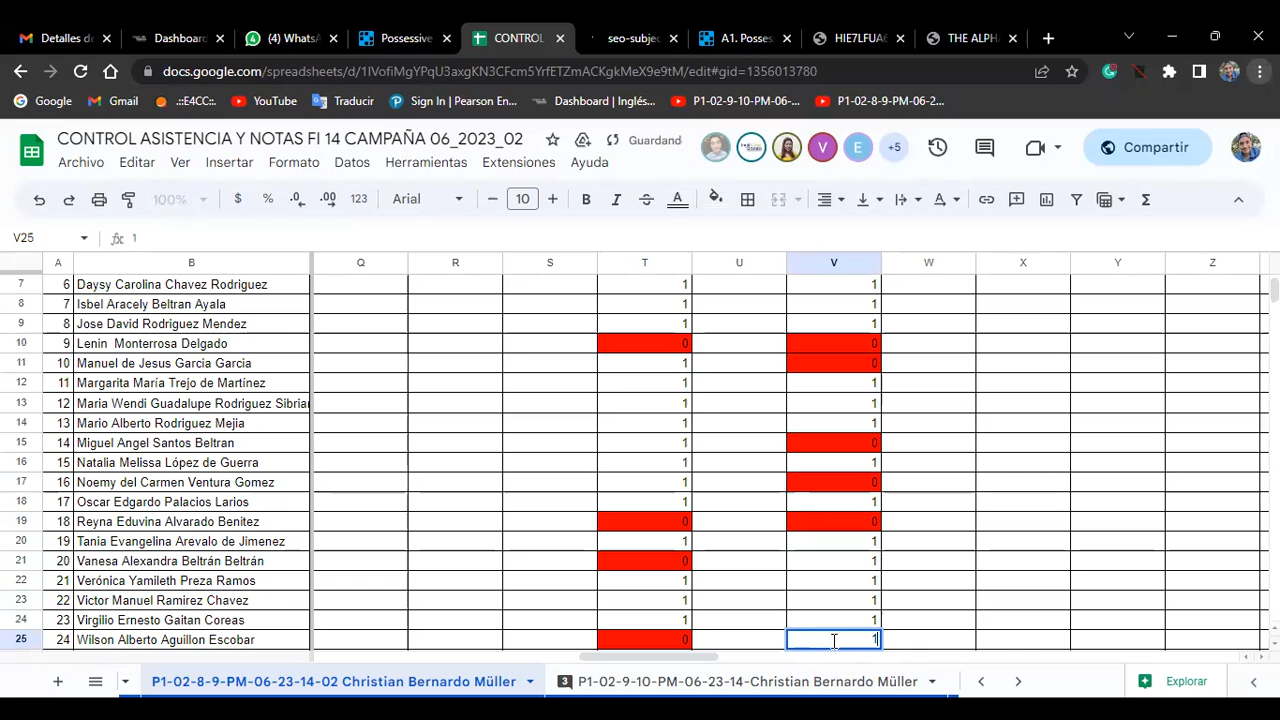 Detalles de
Dashboard
(4) WhatsA
Possessive
CONTROL
seo-subjec
A1. Posses
HIE7LFUA
THE ALPHA
docs.google.com/spreadsheets/d/1IVofiMgYPqU3axgKN3CFcm5YrfETZmACKgkMeX9e9tM/edit#gid=1356013780
Google
Gmail
.::E4CC:.
YouTube
Traducir
Sign In | Pearson En...
Dashboard | Inglés...
P1-02-9-10-PM-06-...
P1-02-8-9-PM-06-2...
CONTROL ASISTENCIA Y NOTAS FI 14 CAMPAÑA 06_2023_02
Guardand
V
E
+5
Compartir
Archivo Editar Ver Insertar Formato Datos Herramientas Extensiones Ayuda
100% $ % .0 .00 123 Arial 10 B I S A
V25 fx 1
A B Q R S T U V W X Y Z
7 6 Daysy Carolina Chavez Rodriguez 1 1
8 7 Isbel Aracely Beltran Ayala 1 1
9 8 Jose David Rodriguez Mendez 1 1
10 9 Lenin Monterrosa Delgado 0 0
11 10 Manuel de Jesus Garcia Garcia 1 0
12 11 Margarita María Trejo de Martínez 1 1
13 12 Maria Wendi Guadalupe Rodriguez Sibrian 1 1
14 13 Mario Alberto Rodriguez Mejia 1 1
15 14 Miguel Angel Santos Beltran 1 0
16 15 Natalia Melissa López de Guerra 1 1
17 16 Noemy del Carmen Ventura Gomez 1 0
18 17 Oscar Edgardo Palacios Larios 1 1
19 18 Reyna Eduvina Alvarado Benitez 0 0
20 19 Tania Evangelina Arevalo de Jimenez 1 1
21 20 Vanesa Alexandra Beltrán Beltrán 0 1
22 21 Verónica Yamileth Preza Ramos 1 1
23 22 Victor Manuel Ramirez Chavez 1 1
24 23 Virgilio Ernesto Gaitan Coreas 1 1
25 24 Wilson Alberto Aguillon Escobar 0 1
P1-02-8-9-PM-06-23-14-02 Christian Bernardo Müller
3 P1-02-9-10-PM-06-23-14-Christian Bernardo Müller
Explorar